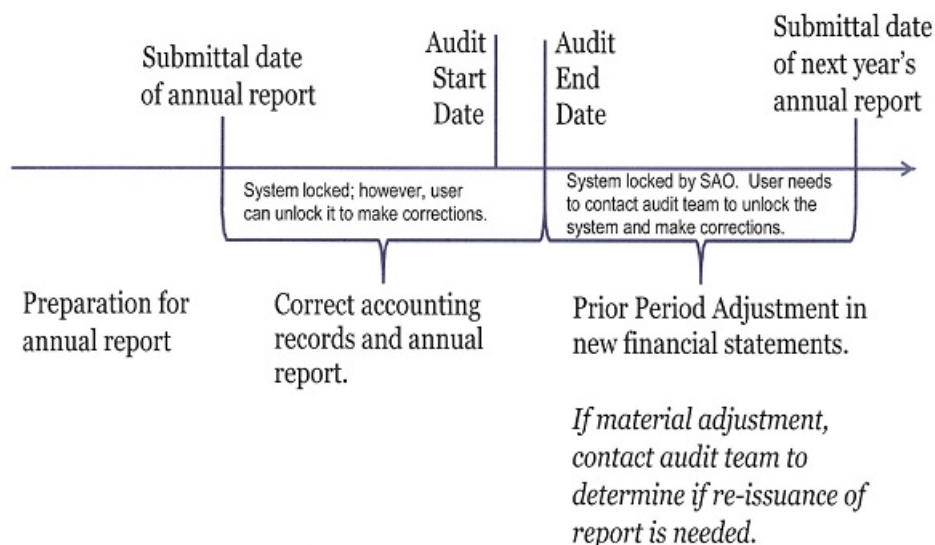 Submittal date
of annual report
Audit
Start
Date
Audit
End
Date
Submittal date
of next year's
annual report
System locked; however, user
can unlock it to make corrections.
System locked by SAO. User needs
to contact audit team to unlock the
system and make corrections.
Preparation for
annual report
Correct accounting
records and annual
report.
Prior Period Adjustment in
new financial statements.
If material adjustment,
contact audit team to
determine if re-issuance of
report is needed.